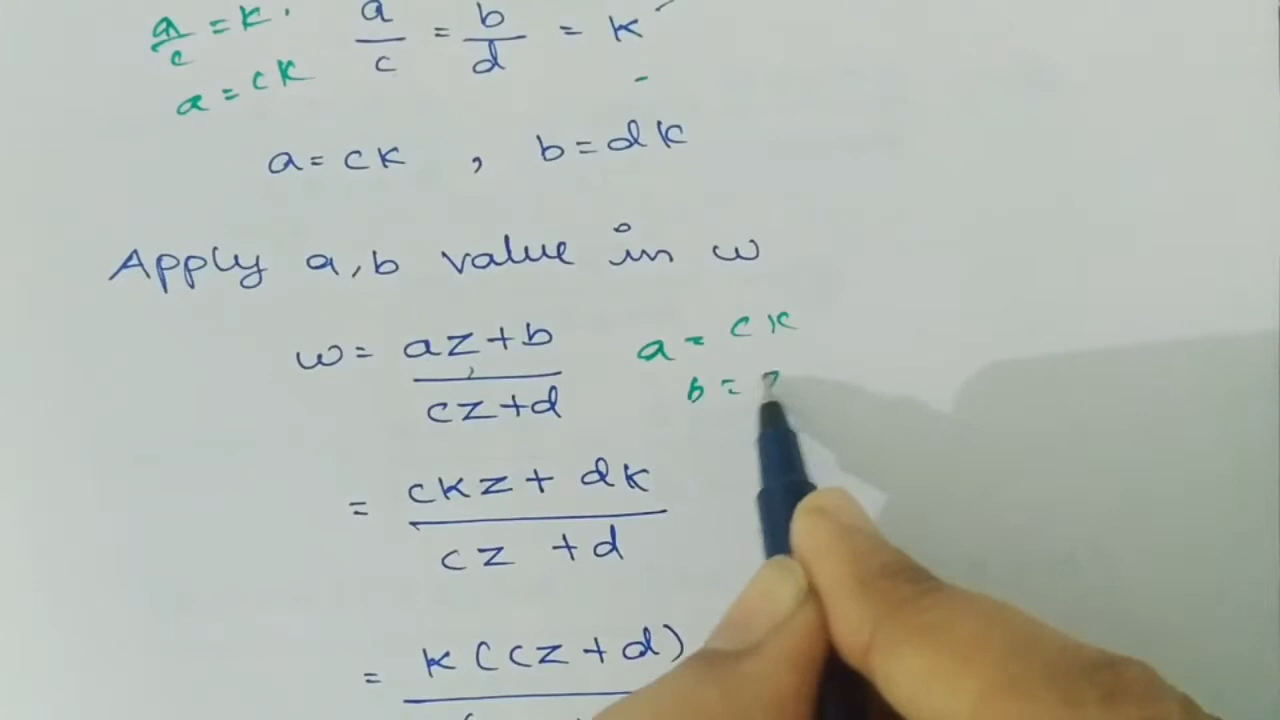 a/c = k . a/c = b/d = k
a = ck
a = ck , b = dk
Apply a, b value in w
w = az+b / cz+d
a = ck
b =
= ckz + dk / cz + d
= k (cz + d)